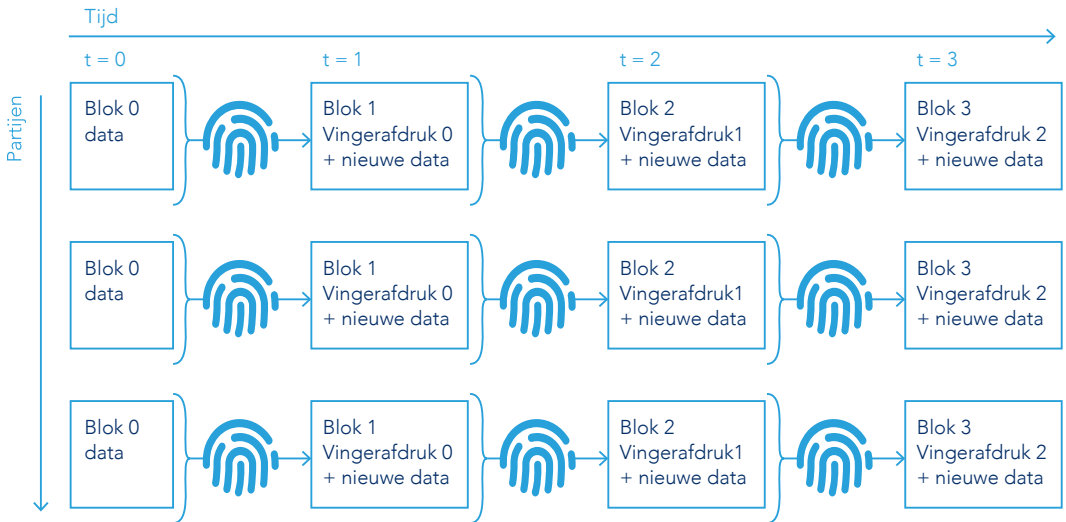 Tijd
t = 0
t = 1
t = 2
t = 3
Partijen
Blok 0
data
Blok 1
Vingerafdruk 0
+ nieuwe data
Blok 2
Vingerafdruk1
+ nieuwe data
Blok 3
Vingerafdruk 2
+ nieuwe data
Blok 0
data
Blok 1
Vingerafdruk 0
+ nieuwe data
Blok 2
Vingerafdruk1
+ nieuwe data
Blok 3
Vingerafdruk 2
+ nieuwe data
Blok 0
data
Blok 1
Vingerafdruk 0
+ nieuwe data
Blok 2
Vingerafdruk1
+ nieuwe data
Blok 3
Vingerafdruk 2
+ nieuwe data